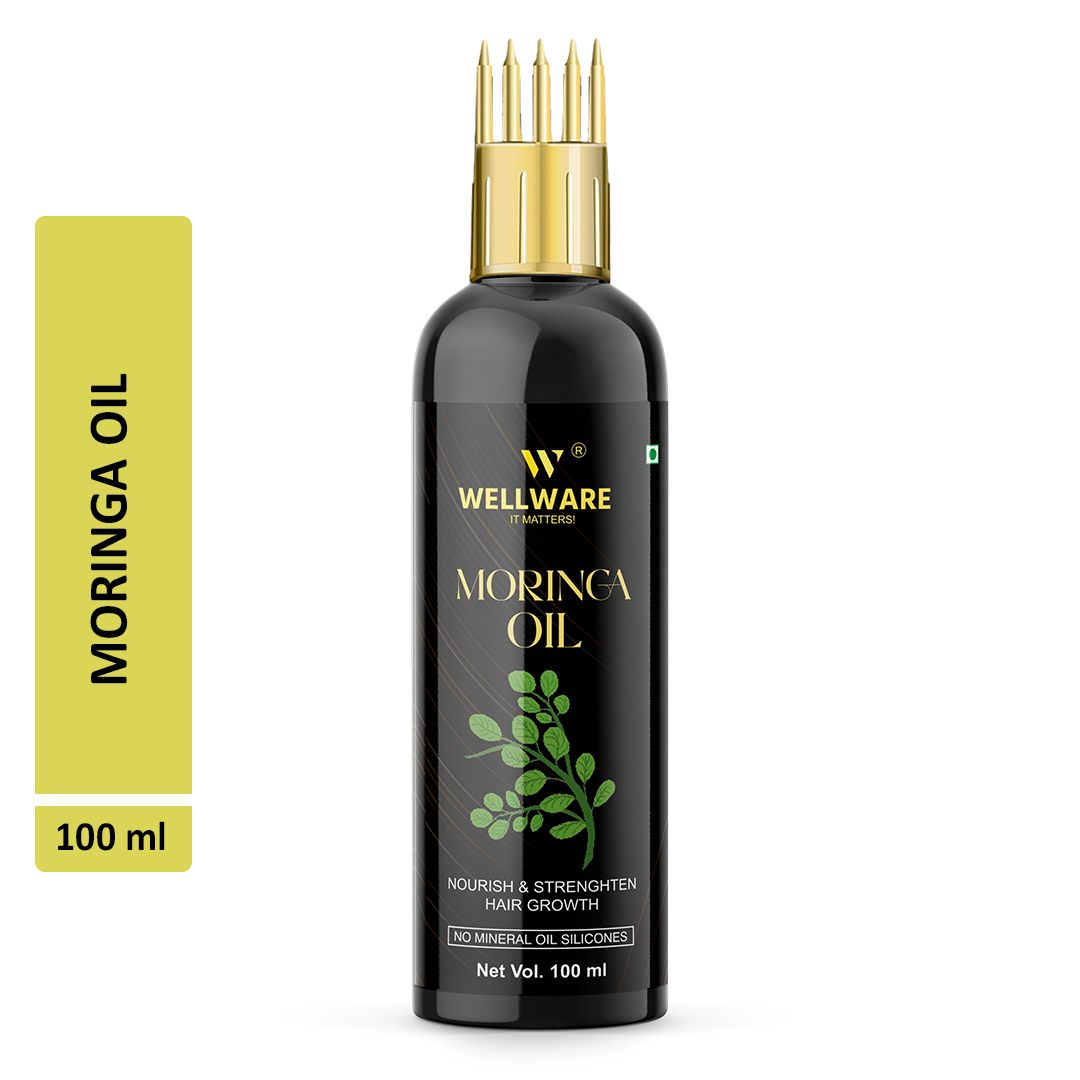 MORINGA OIL
100 ml
W ®
WELLWARE
IT MATTERS!
MORINGA
OIL
NOURISH & STRENGHTEN
HAIR GROWTH
NO MINERAL OIL SILICONES
Net Vol. 100 ml